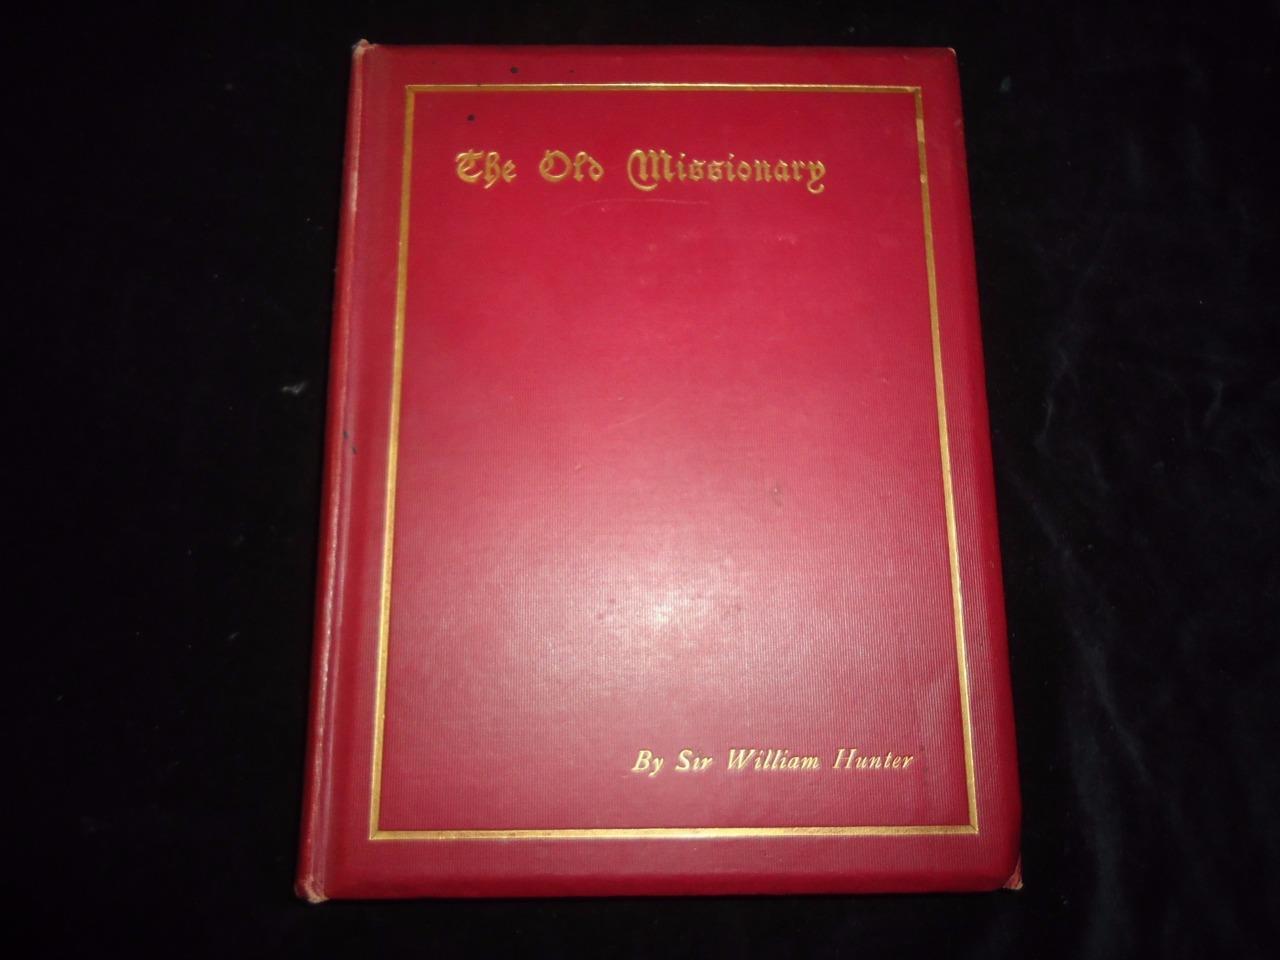 The Old Missionary
By Sir William Hunter